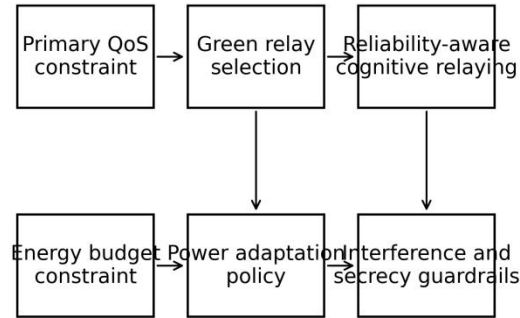 Primary QoS
constraint
Green relay
selection
Reliability-aware
cognitive relaying
Energy budget
constraint
Power adaptation
policy
Interference and
secrecy guardrails